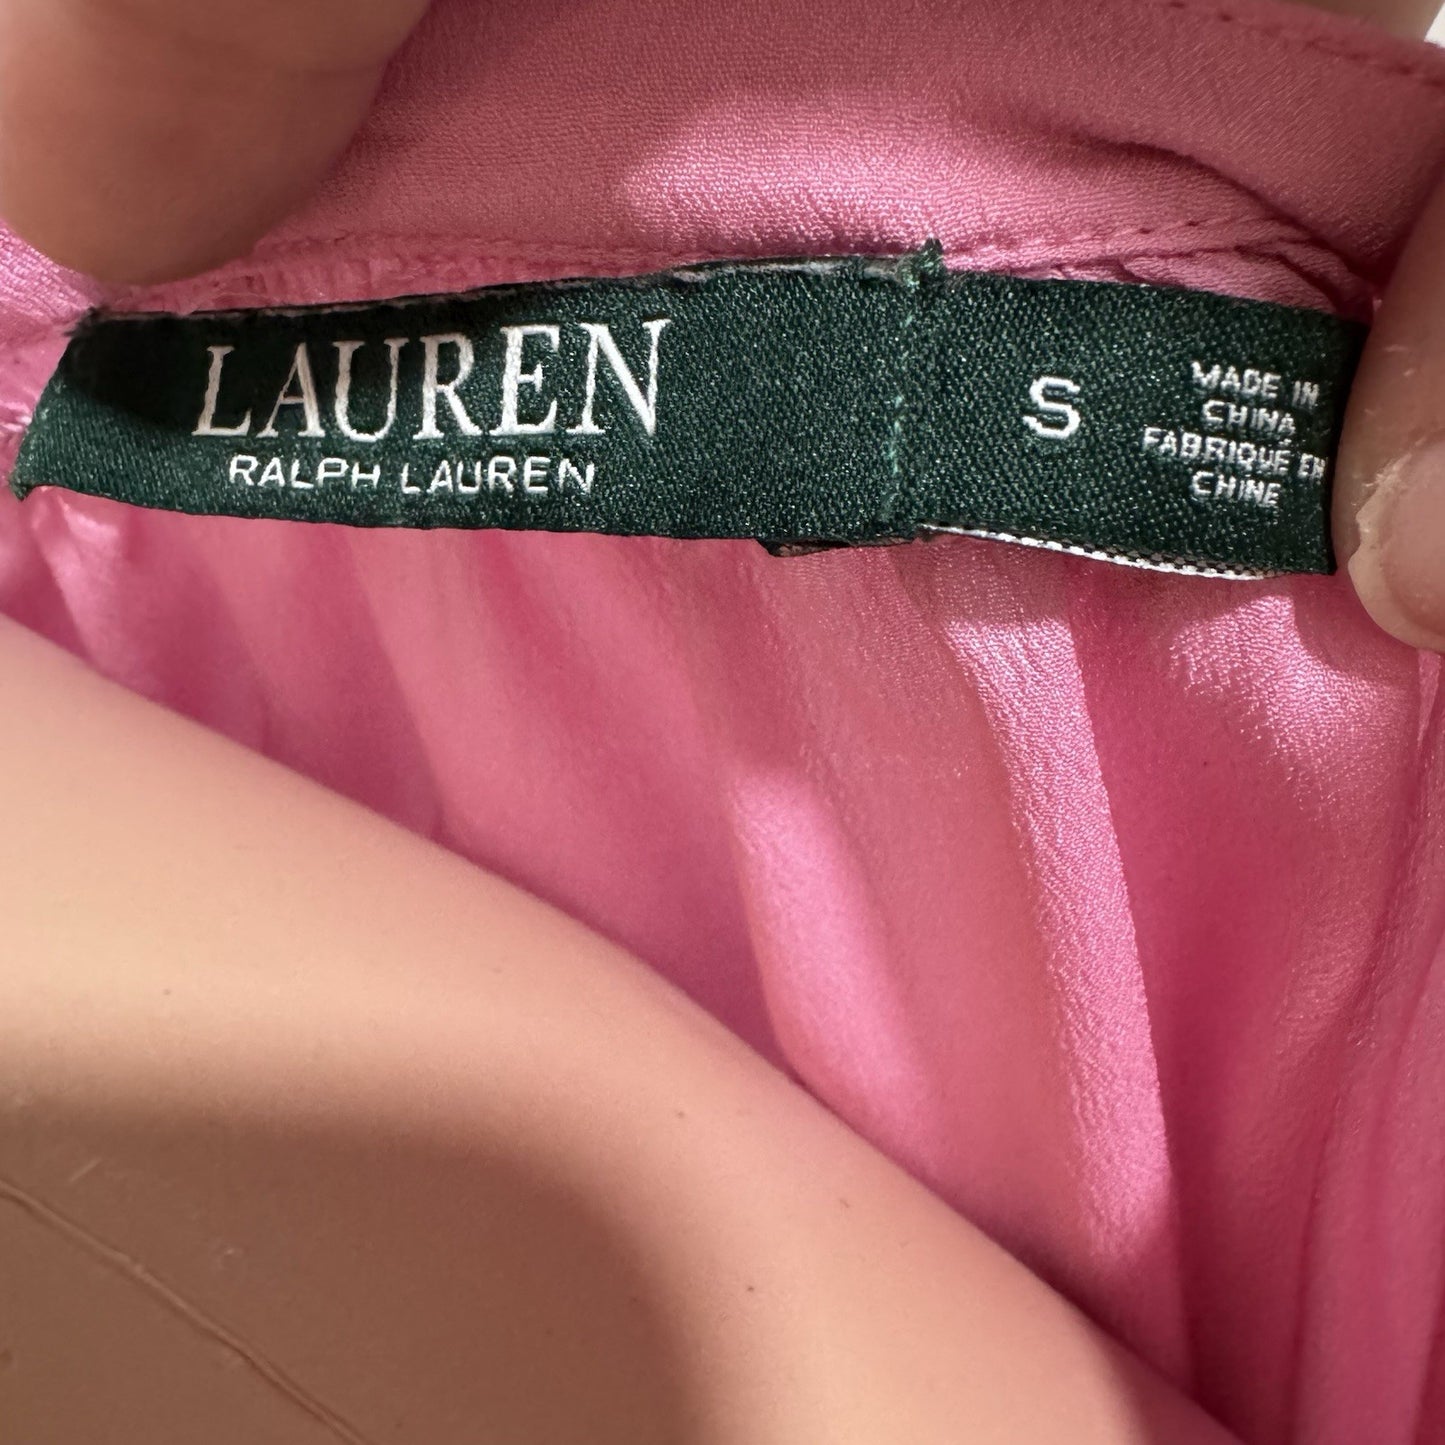 LAUREN
RALPH LAUREN
S
MADE IN
CHINA
FABRIQUÉ EN
CHINE